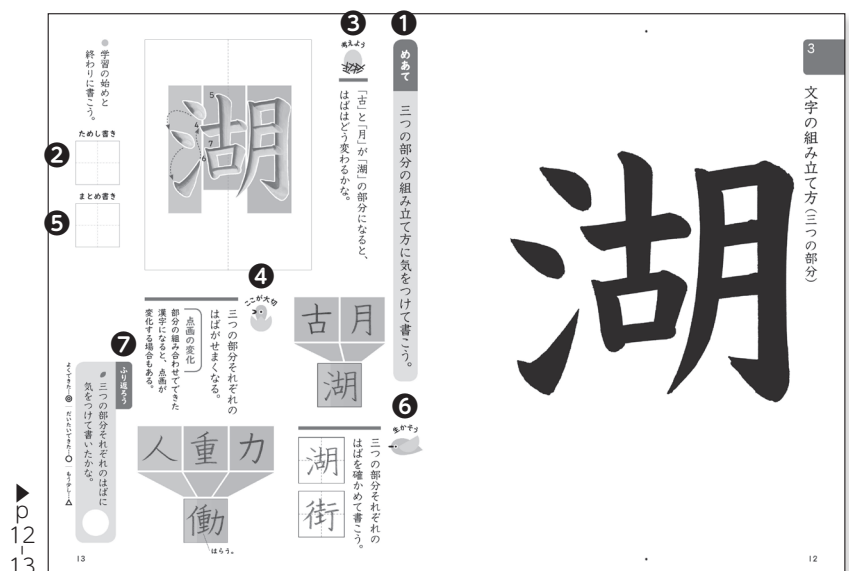 3
文字の組み立て方(三つの部分)
湖
12
❶
めあて
三つの部分の組み立て方に気をつけて書こう。
❸
考えよう
「古」と「月」が「湖」の部分になると、
はばはどう変わるかな。
湖
5
4
7
6
学習の始めと
終わりに書こう。
❷
ためし書き
❺
まとめ書き
古
月
湖
❹
ここが大切
三つの部分それぞれの
はばがせまくなる。
点画の変化
部分の組み合わせでできた
漢字になると、点画が
変化する場合もある。
人
重
力
働
はらう。
❻
生かそう
三つの部分それぞれの
はばを確かめて書こう。
湖
街
❼
ふり返ろう
三つの部分それぞれのはばに
気をつけて書いたかな。
よくできた…◎ だいたいできた…○ もう少し…△
13
▶p12-13